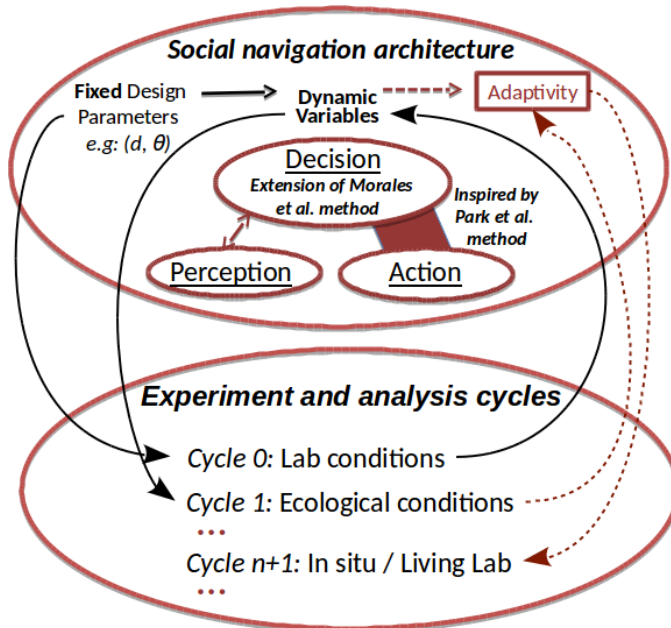 Social navigation architecture
Fixed Design
Parameters
e.g: (d, θ)
Dynamic
Variables
Adaptivity
Decision
Extension of Morales
et al. method
Inspired by
Park et al.
method
Perception
Action
Experiment and analysis cycles
Cycle 0: Lab conditions
Cycle 1: Ecological conditions
...
Cycle n+1: In situ / Living Lab
...